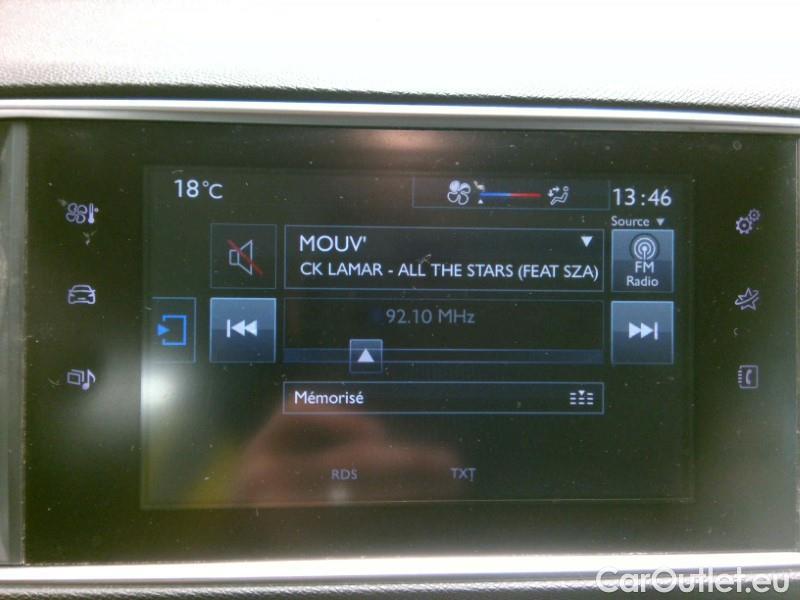 18°C
13:46
Source ▼
MOUV'
CK LAMAR - ALL THE STARS (FEAT SZA)
FM
Radio
92.10 MHz
Mémorisé
RDS
TXT
CarOutlet.eu